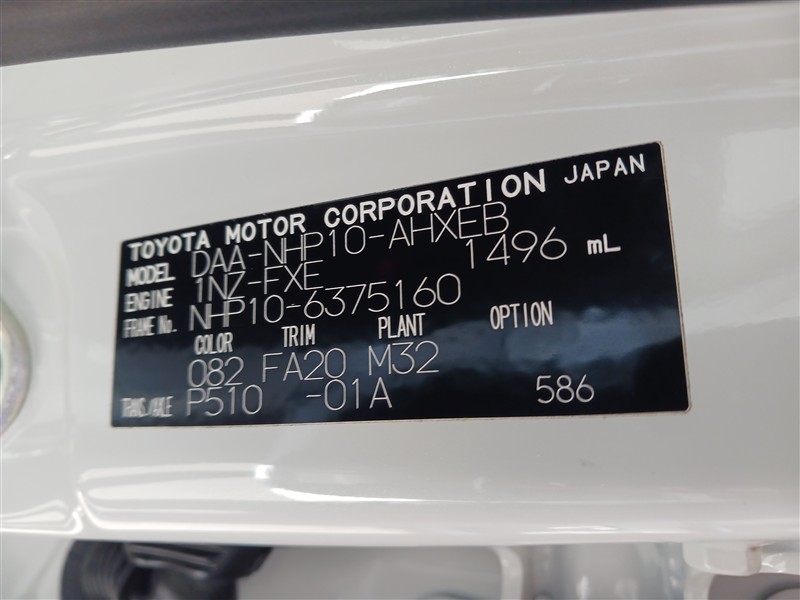 TOYOTA MOTOR CORPORATION JAPAN
MODEL DAA-NHP10-AHXEB
ENGINE 1NZ-FXE 1496 mL
FRAME No. NHP10-6375160
COLOR TRIM PLANT OPTION
082 FA20 M32
TRANS./AXLE P510 -01A 586